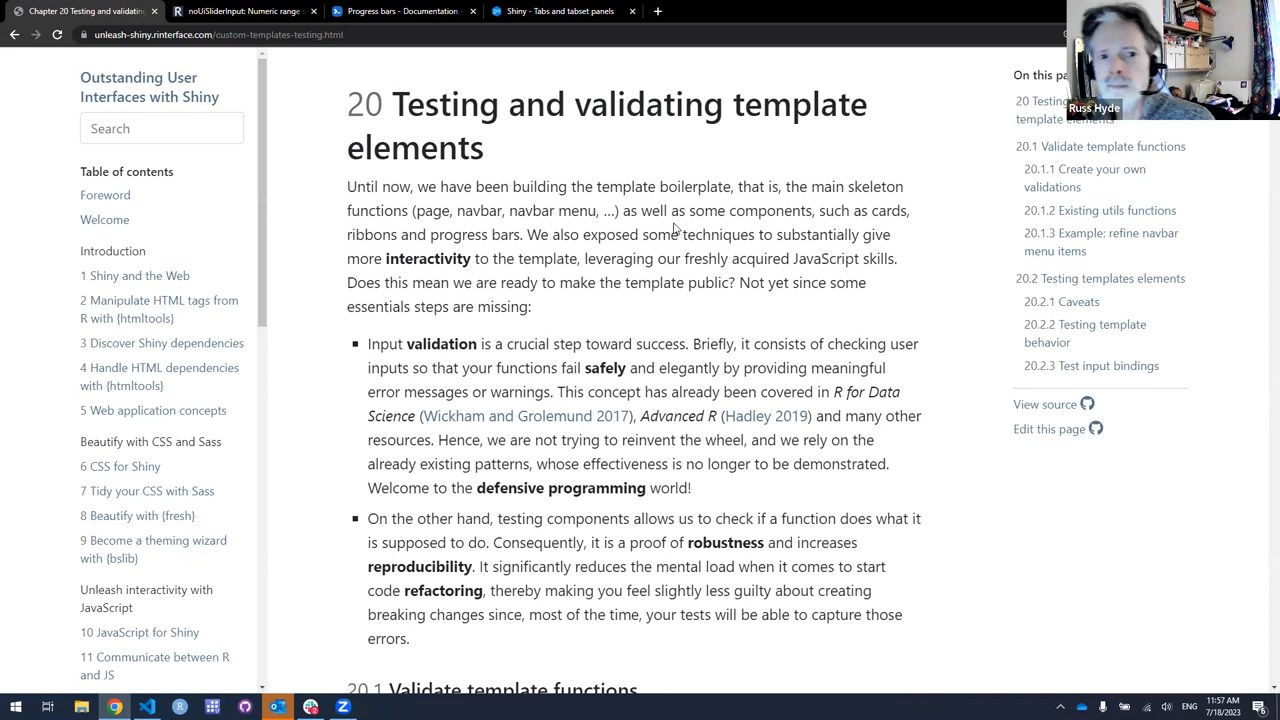 Chapter 20 Testing and validating
noUiSliderInput: Numeric range s
Progress bars - Documentation -
Shiny - Tabs and tabset panels
unleash-shiny.rinterface.com/custom-templates-testing.html
Russ Hyde
Outstanding User
Interfaces with Shiny
Search
Table of contents
Foreword
Welcome
Introduction
1 Shiny and the Web
2 Manipulate HTML tags from
R with {htmltools}
3 Discover Shiny dependencies
4 Handle HTML dependencies
with {htmltools}
5 Web application concepts
Beautify with CSS and Sass
6 CSS for Shiny
7 Tidy your CSS with Sass
8 Beautify with {fresh}
9 Become a theming wizard
with {bslib}
Unleash interactivity with
JavaScript
10 JavaScript for Shiny
11 Communicate between R
and JS
20 Testing and validating template
elements
Until now, we have been building the template boilerplate, that is, the main skeleton
functions (page, navbar, navbar menu, …) as well as some components, such as cards,
ribbons and progress bars. We also exposed some techniques to substantially give
more interactivity to the template, leveraging our freshly acquired JavaScript skills.
Does this mean we are ready to make the template public? Not yet since some
essentials steps are missing:
Input validation is a crucial step toward success. Briefly, it consists of checking user
inputs so that your functions fail safely and elegantly by providing meaningful
error messages or warnings. This concept has already been covered in R for Data
Science (Wickham and Grolemund 2017), Advanced R (Hadley 2019) and many other
resources. Hence, we are not trying to reinvent the wheel, and we rely on the
already existing patterns, whose effectiveness is no longer to be demonstrated.
Welcome to the defensive programming world!
On the other hand, testing components allows us to check if a function does what it
is supposed to do. Consequently, it is a proof of robustness and increases
reproducibility. It significantly reduces the mental load when it comes to start
code refactoring, thereby making you feel slightly less guilty about creating
breaking changes since, most of the time, your tests will be able to capture those
errors.
20.1 Validate template functions
On this pa
20 Testing
template elements
20.1 Validate template functions
20.1.1 Create your own
validations
20.1.2 Existing utils functions
20.1.3 Example: refine navbar
menu items
20.2 Testing templates elements
20.2.1 Caveats
20.2.2 Testing template
behavior
20.2.3 Test input bindings
View source
Edit this page
ENG
11:57 AM
7/18/2023